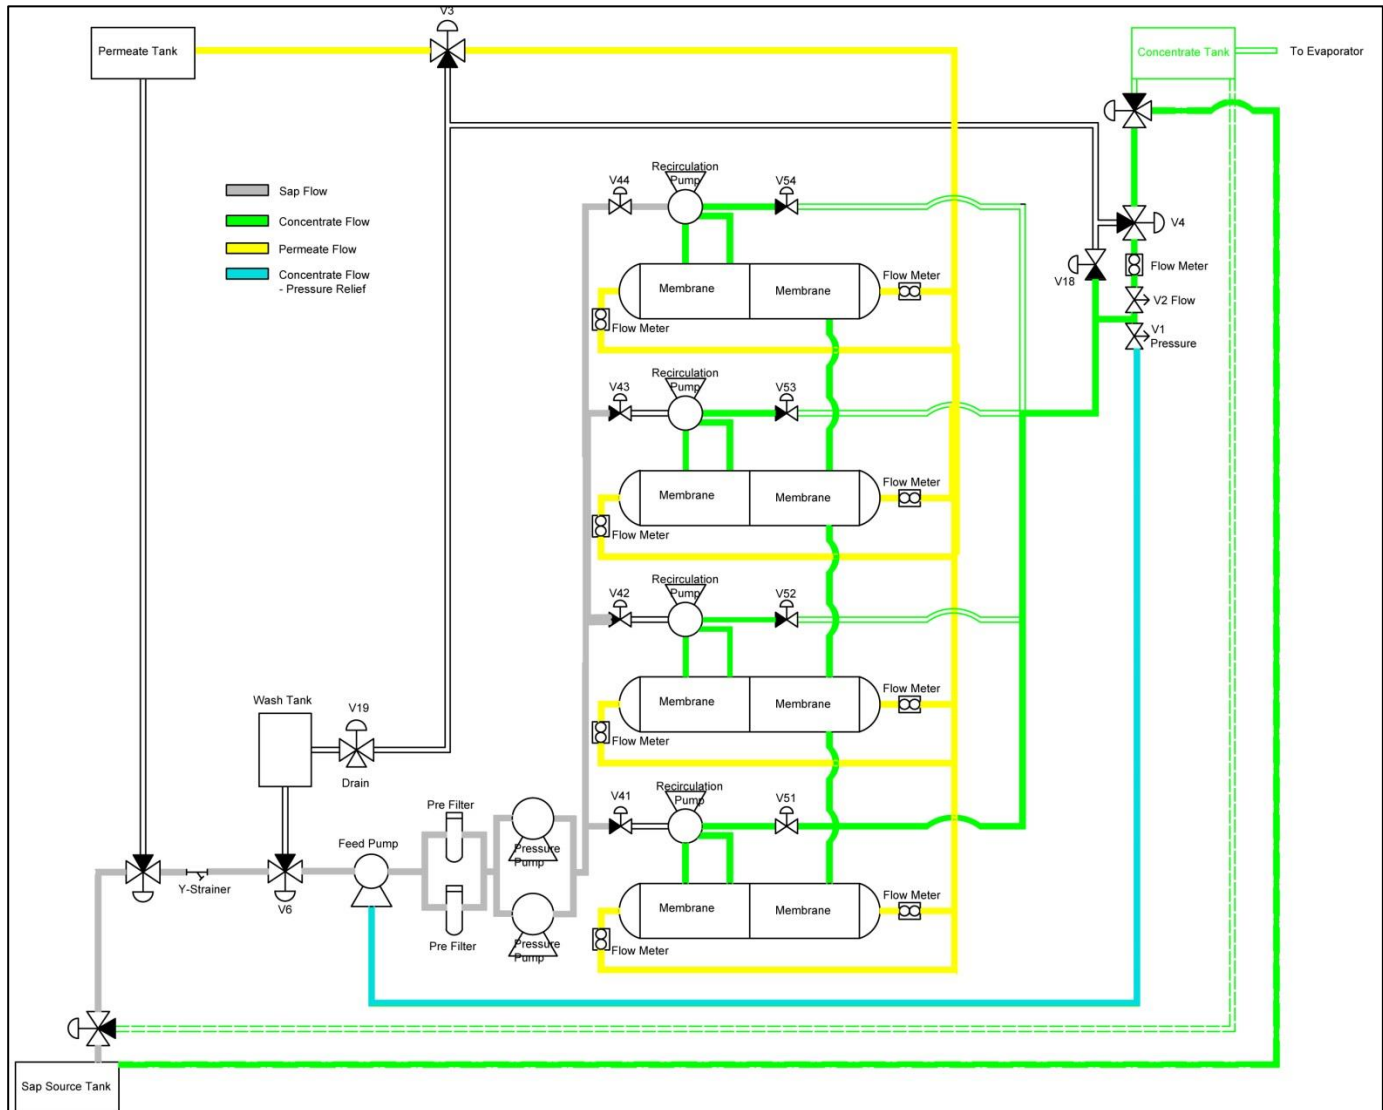 V3
Permeate Tank
Concentrate Tank
To Evaporator
Sap Flow
Concentrate Flow
Permeate Flow
Concentrate Flow
- Pressure Relief
V44
Recirculation
Pump
V54
V4
Membrane
Membrane
Flow Meter
Flow Meter
V18
Flow Meter
V2 Flow
V1
Pressure
V43
Recirculation
Pump
V53
Membrane
Membrane
Flow Meter
Flow Meter
V42
Recirculation
Pump
V52
Membrane
Membrane
Flow Meter
Flow Meter
Wash Tank
V19
Drain
V41
Recirculation
Pump
V51
Pre Filter
Feed Pump
Pressure
Pump
Y-Strainer
V6
Membrane
Membrane
Flow Meter
Flow Meter
Pre Filter
Pressure
Pump
Sap Source Tank